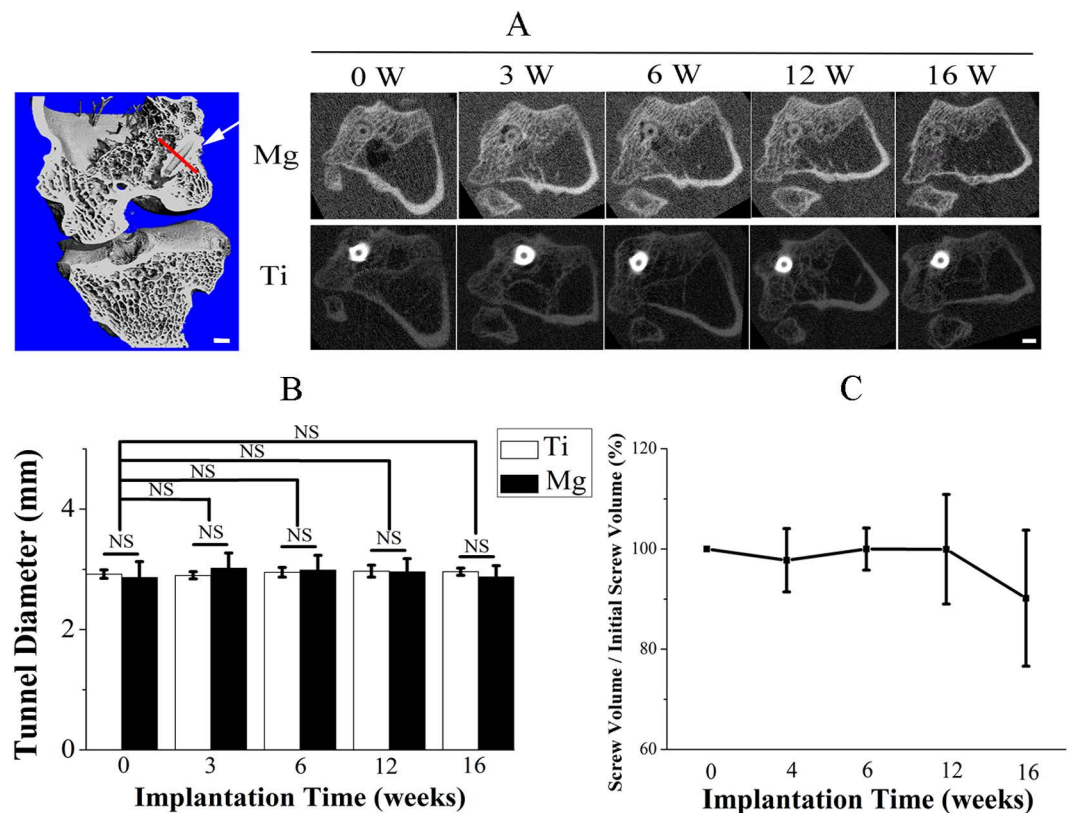 A
0 W 3 W 6 W 12 W 16 W
Mg
Ti
B
NS
NS
NS
NS
NS NS NS NS NS
Ti
Mg
4
2
0
Tunnel Diameter (mm)
0 3 6 12 16
Implantation Time (weeks)
C
120
100
80
60
Screw Volume / Initial Screw Volume (%)
0 4 6 12 16
Implantation Time (weeks)